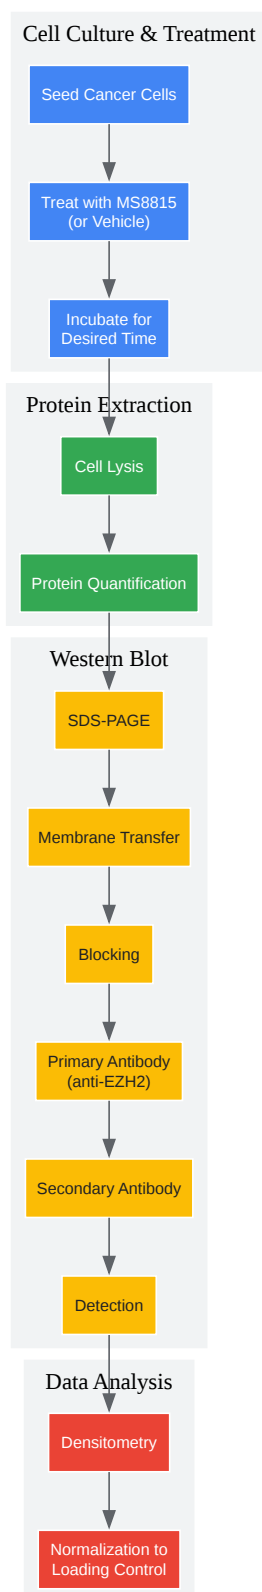 Cell Culture & Treatment
Seed Cancer Cells
Treat with MS8815
(or Vehicle)
Incubate for
Desired Time
Protein Extraction
Cell Lysis
Protein Quantification
Western Blot
SDS-PAGE
Membrane Transfer
Blocking
Primary Antibody
(anti-EZH2)
Secondary Antibody
Detection
Data Analysis
Densitometry
Normalization to
Loading Control